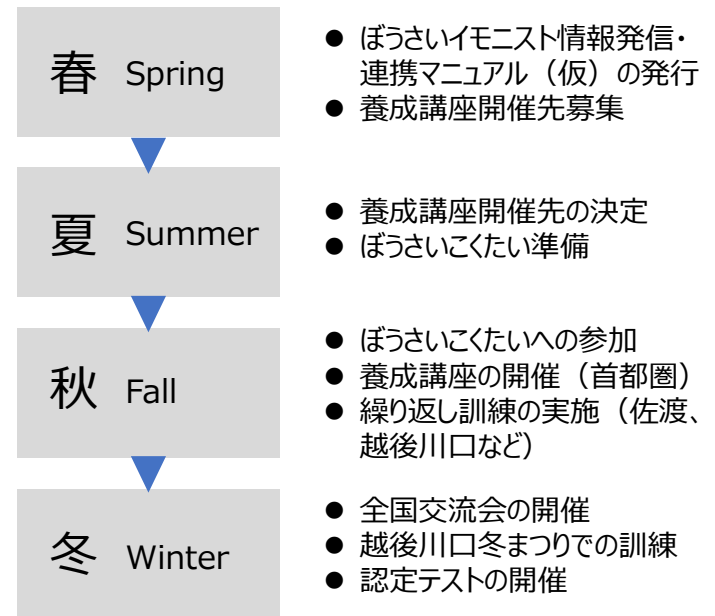 春 Spring
● ぼうさいイモニスト情報発信・
連携マニュアル（仮）の発行
● 養成講座開催先募集
夏 Summer
● 養成講座開催先の決定
● ぼうさいこくたい準備
秋 Fall
● ぼうさいこくたいへの参加
● 養成講座の開催（首都圏）
● 繰り返し訓練の実施（佐渡、
越後川口など）
冬 Winter
● 全国交流会の開催
● 越後川口冬まつりでの訓練
● 認定テストの開催